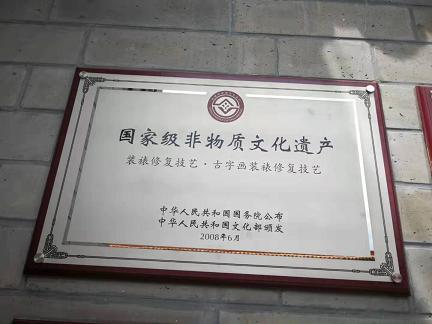 国家级非物质文化遗产
装裱修复技艺·古字画装裱修复技艺
中华人民共和国国务院公布
中华人民共和国文化部颁发
2008年6月